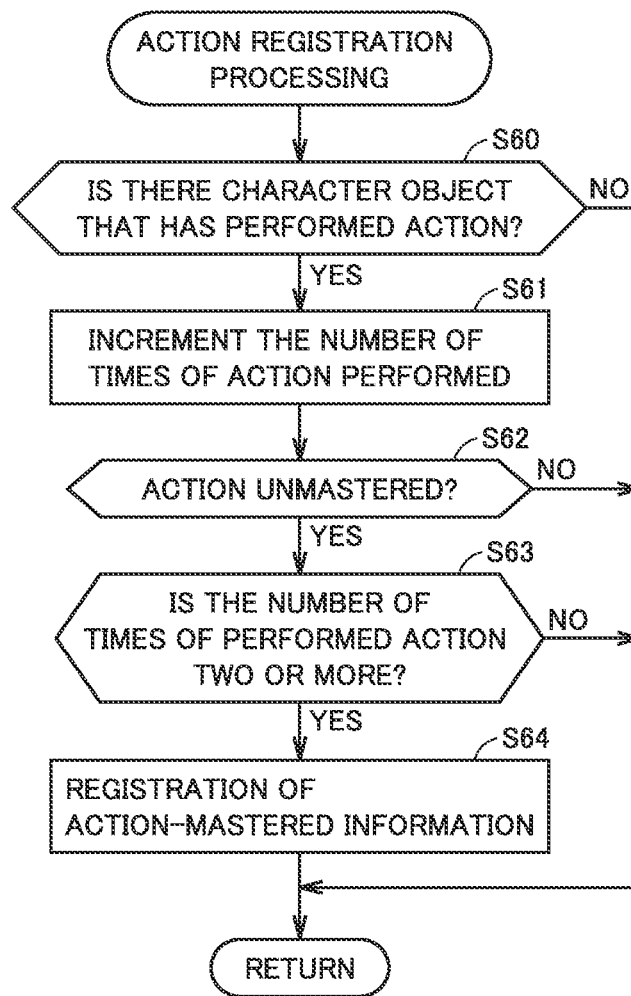 ACTION REGISTRATION
PROCESSING
S60
IS THERE CHARACTER OBJECT
THAT HAS PERFORMED ACTION?
NO
YES
S61
INCREMENT THE NUMBER OF
TIMES OF ACTION PERFORMED
S62
ACTION UNMASTERED?
NO
YES
S63
IS THE NUMBER OF
TIMES OF PERFORMED ACTION
TWO OR MORE?
NO
YES
S64
REGISTRATION OF
ACTION-MASTERED INFORMATION
RETURN